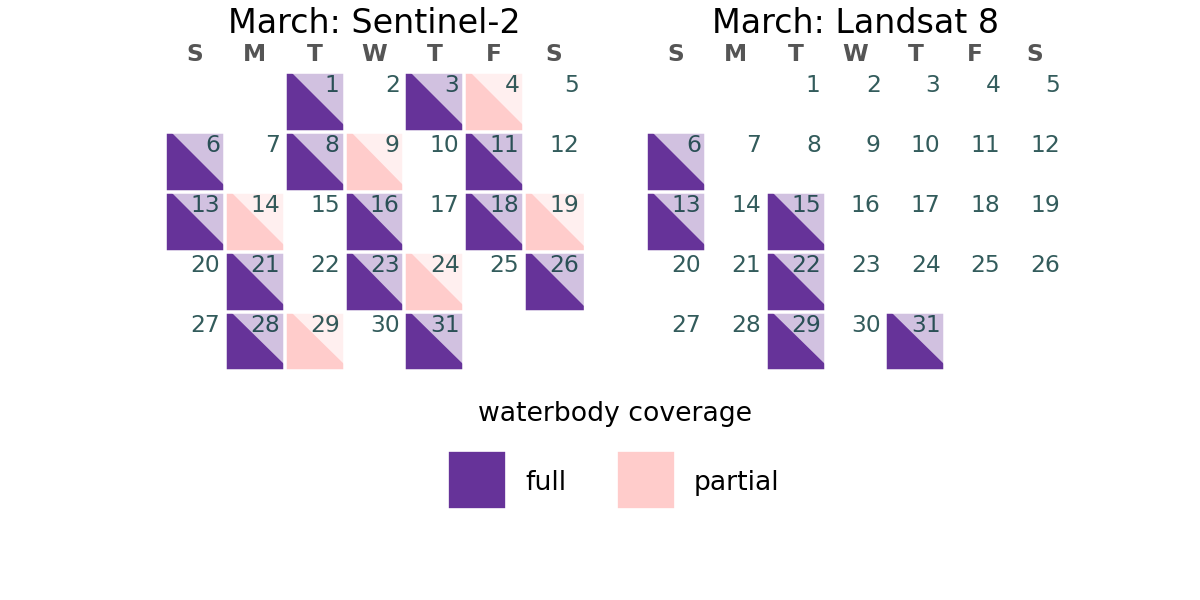 March: Sentinel-2
S M T W T F S
1 2 3 4 5
6 7 8 9 10 11 12
13 14 15 16 17 18 19
20 21 22 23 24 25 26
27 28 29 30 31
March: Landsat 8
S M T W T F S
1 2 3 4 5
6 7 8 9 10 11 12
13 14 15 16 17 18 19
20 21 22 23 24 25 26
27 28 29 30 31
waterbody coverage
full
partial